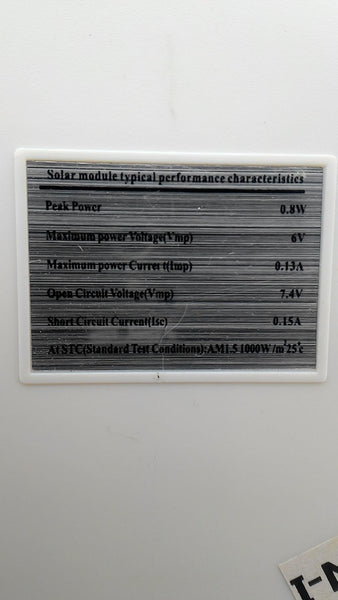 Solar module typical performance characteristics
Peak Power 0.8W
Maximum power Voltage(Vmp) 6V
Maximum power Curret t(Imp) 0.13A
Open Circuit Voltage(Vmp) 7.4V
Short Circuit Current(Isc) 0.15A
At STC(Standard Test Conditions):AM1.5 1000W/m²25°c